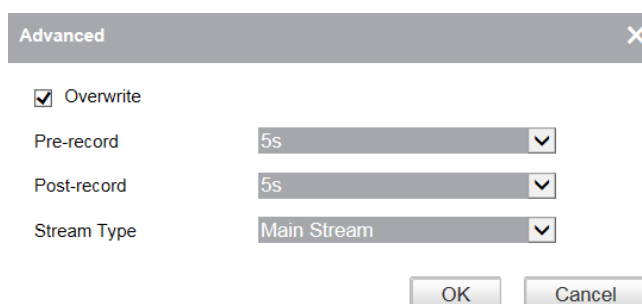 Advanced
Overwrite
Pre-record 5s
Post-record 5s
Stream Type Main Stream
OK Cancel